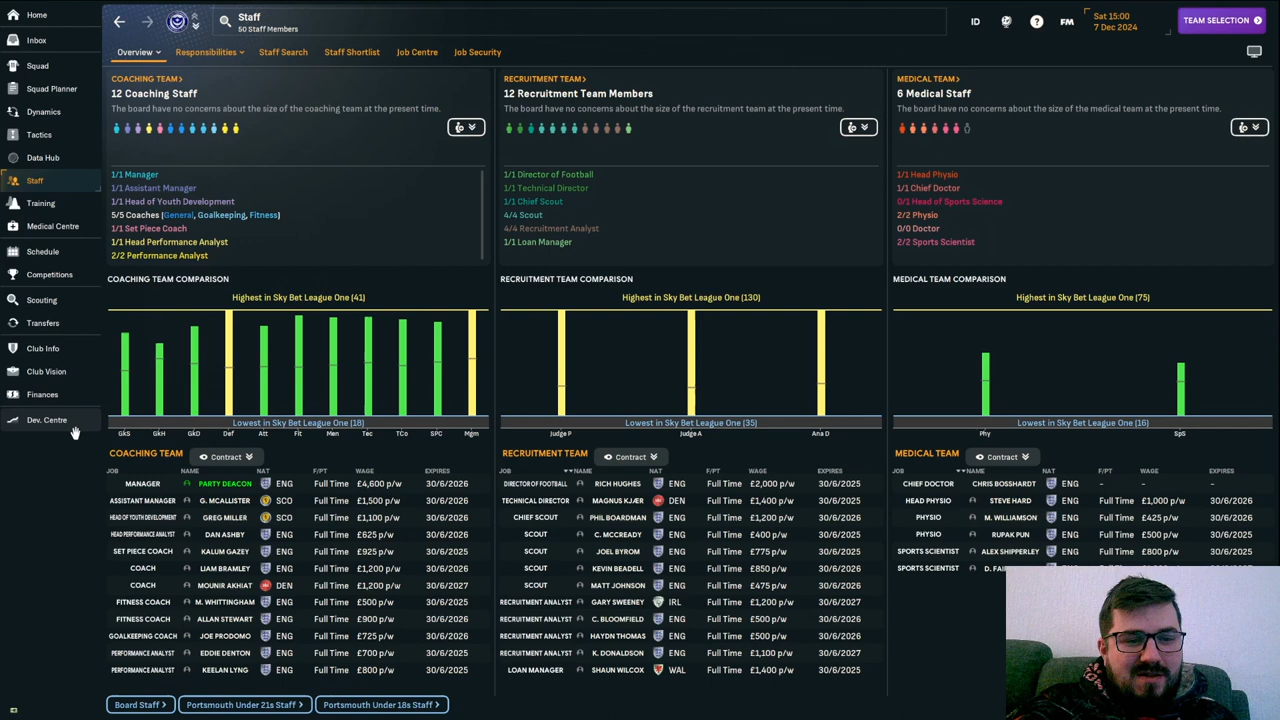 Home
Inbox
Squad
Squad Planner
Dynamics
Tactics
Data Hub
Staff
Training
Medical Centre
Schedule
Competitions
Scouting
Transfers
Club Info
Club Vision
Finances
Dev. Centre
Staff
50 Staff Members
ID
?
FM
Sat 15:00
7 Dec 2024
TEAM SELECTION
Overview
Responsibilities
Staff Search
Staff Shortlist
Job Centre
Job Security
COACHING TEAM>
12 Coaching Staff
The board have no concerns about the size of the coaching team at the present time.
1/1 Manager
1/1 Assistant Manager
1/1 Head of Youth Development
5/5 Coaches (General, Goalkeeping, Fitness)
1/1 Set Piece Coach
1/1 Head Performance Analyst
2/2 Performance Analyst
RECRUITMENT TEAM>
12 Recruitment Team Members
The board have no concerns about the size of the recruitment team at the present time.
1/1 Director of Football
1/1 Technical Director
1/1 Chief Scout
4/4 Scout
4/4 Recruitment Analyst
1/1 Loan Manager
MEDICAL TEAM>
6 Medical Staff
The board have no concerns about the size of the medical team at the present time.
1/1 Head Physio
1/1 Chief Doctor
0/1 Head of Sports Science
2/2 Physio
0/0 Doctor
2/2 Sports Scientist
COACHING TEAM COMPARISON
Highest in Sky Bet League One (41)
Lowest in Sky Bet League One (18)
GkS GkH GkD Def Att Fit Men Tec TCo SPC Mgm
RECRUITMENT TEAM COMPARISON
Highest in Sky Bet League One (130)
Lowest in Sky Bet League One (35)
Judge P Judge A Ana D
MEDICAL TEAM COMPARISON
Highest in Sky Bet League One (75)
Lowest in Sky Bet League One (16)
Phy SpS
COACHING TEAM Contract
JOB NAME NAT F/PT WAGE EXPIRES
MANAGER PARTY DEACON ENG Full Time £4,600 p/w 30/6/2026
ASSISTANT MANAGER G. MCALLISTER SCO Full Time £1,500 p/w 30/6/2026
HEAD OF YOUTH DEVELOPMENT GREG MILLER SCO Full Time £1,100 p/w 30/6/2026
HEAD PERFORMANCE ANALYST DAN ASHBY ENG Full Time £625 p/w 30/6/2026
SET PIECE COACH KALUM GAZEY ENG Full Time £925 p/w 30/6/2026
COACH LIAM BRAMLEY ENG Full Time £1,200 p/w 30/6/2026
COACH MOUNIR AKHIAT DEN Full Time £1,200 p/w 30/6/2027
FITNESS COACH M. WHITTINGHAM ENG Full Time £500 p/w 30/6/2025
FITNESS COACH ALLAN STEWART ENG Full Time £900 p/w 30/6/2026
GOALKEEPING COACH JOE PRODOMO ENG Full Time £725 p/w 30/6/2026
PERFORMANCE ANALYST EDDIE DENTON ENG Full Time £700 p/w 30/6/2025
PERFORMANCE ANALYST KEELAN LYNG ENG Full Time £800 p/w 30/6/2025
RECRUITMENT TEAM Contract
JOB NAME NAT F/PT WAGE EXPIRES
DIRECTOR OF FOOTBALL RICH HUGHES ENG Full Time £2,000 p/w 30/6/2025
TECHNICAL DIRECTOR MAGNUS KJÆR DEN Full Time £1,400 p/w 30/6/2025
CHIEF SCOUT PHIL BOARDMAN ENG Full Time £1,200 p/w 30/6/2026
SCOUT C. MCCREADY ENG Full Time £400 p/w 30/6/2025
SCOUT JOEL BYROM ENG Full Time £775 p/w 30/6/2025
SCOUT KEVIN BEADELL ENG Full Time £850 p/w 30/6/2026
SCOUT MATT JOHNSON ENG Full Time £475 p/w 30/6/2026
RECRUITMENT ANALYST GARY SWEENEY IRL Full Time £1,200 p/w 30/6/2027
RECRUITMENT ANALYST C. BLOOMFIELD ENG Full Time £500 p/w 30/6/2026
RECRUITMENT ANALYST HAYDN THOMAS ENG Full Time £500 p/w 30/6/2026
RECRUITMENT ANALYST K. DONALDSON ENG Full Time £1,100 p/w 30/6/2027
LOAN MANAGER SHAUN WILCOX WAL Full Time £1,400 p/w 30/6/2025
MEDICAL TEAM Contract
JOB NAME NAT F/PT WAGE EXPIRES
CHIEF DOCTOR CHRIS BOSSHARDT ENG - - -
HEAD PHYSIO STEVE HARD ENG Full Time £1,000 p/w 30/6/2026
PHYSIO M. WILLIAMSON ENG Full Time £425 p/w 30/6/2025
PHYSIO RUPAK PUN ENG Full Time £500 p/w 30/6/2025
SPORTS SCIENTIST ALEX SHIPPERLEY ENG Full Time £800 p/w 30/6/2025
SPORTS SCIENTIST
Board Staff >
Portsmouth Under 21s Staff >
Portsmouth Under 18s Staff >